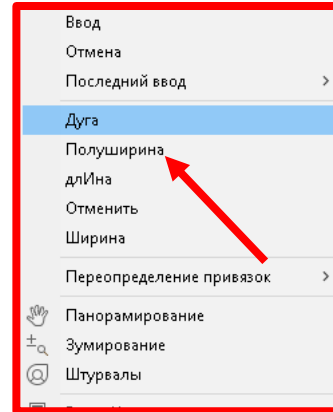 Ввод
Отмена
Последний ввод
Дуга
Полуширина
длИна
Отменить
Ширина
Переопределение привязок
Панорамирование
Зумирование
Штурвалы